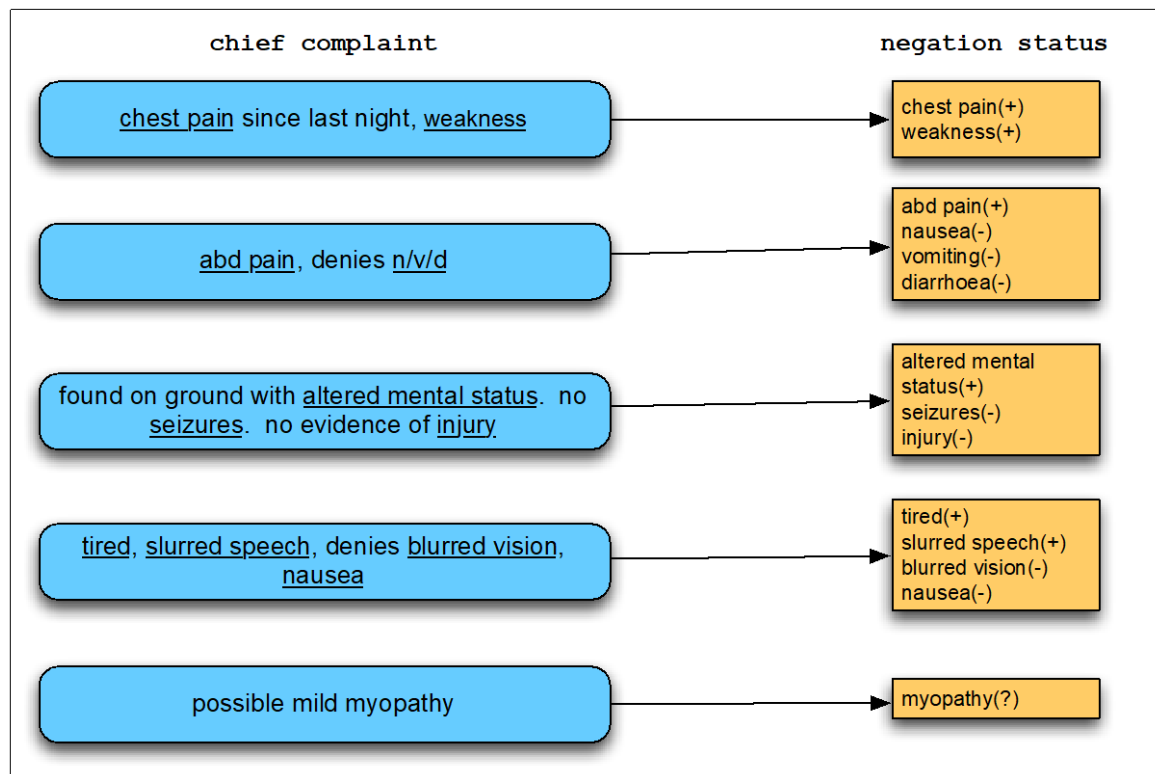 chief complaint
negation status
chest pain since last night, weakness
chest pain(+)
weakness(+)
abd pain, denies n/v/d
abd pain(+)
nausea(-)
vomiting(-)
diarrhoea(-)
found on ground with altered mental status.  no
seizures.  no evidence of injury
altered mental
status(+)
seizures(-)
injury(-)
tired, slurred speech, denies blurred vision,
nausea
tired(+)
slurred speech(+)
blurred vision(-)
nausea(-)
possible mild myopathy
myopathy(?)